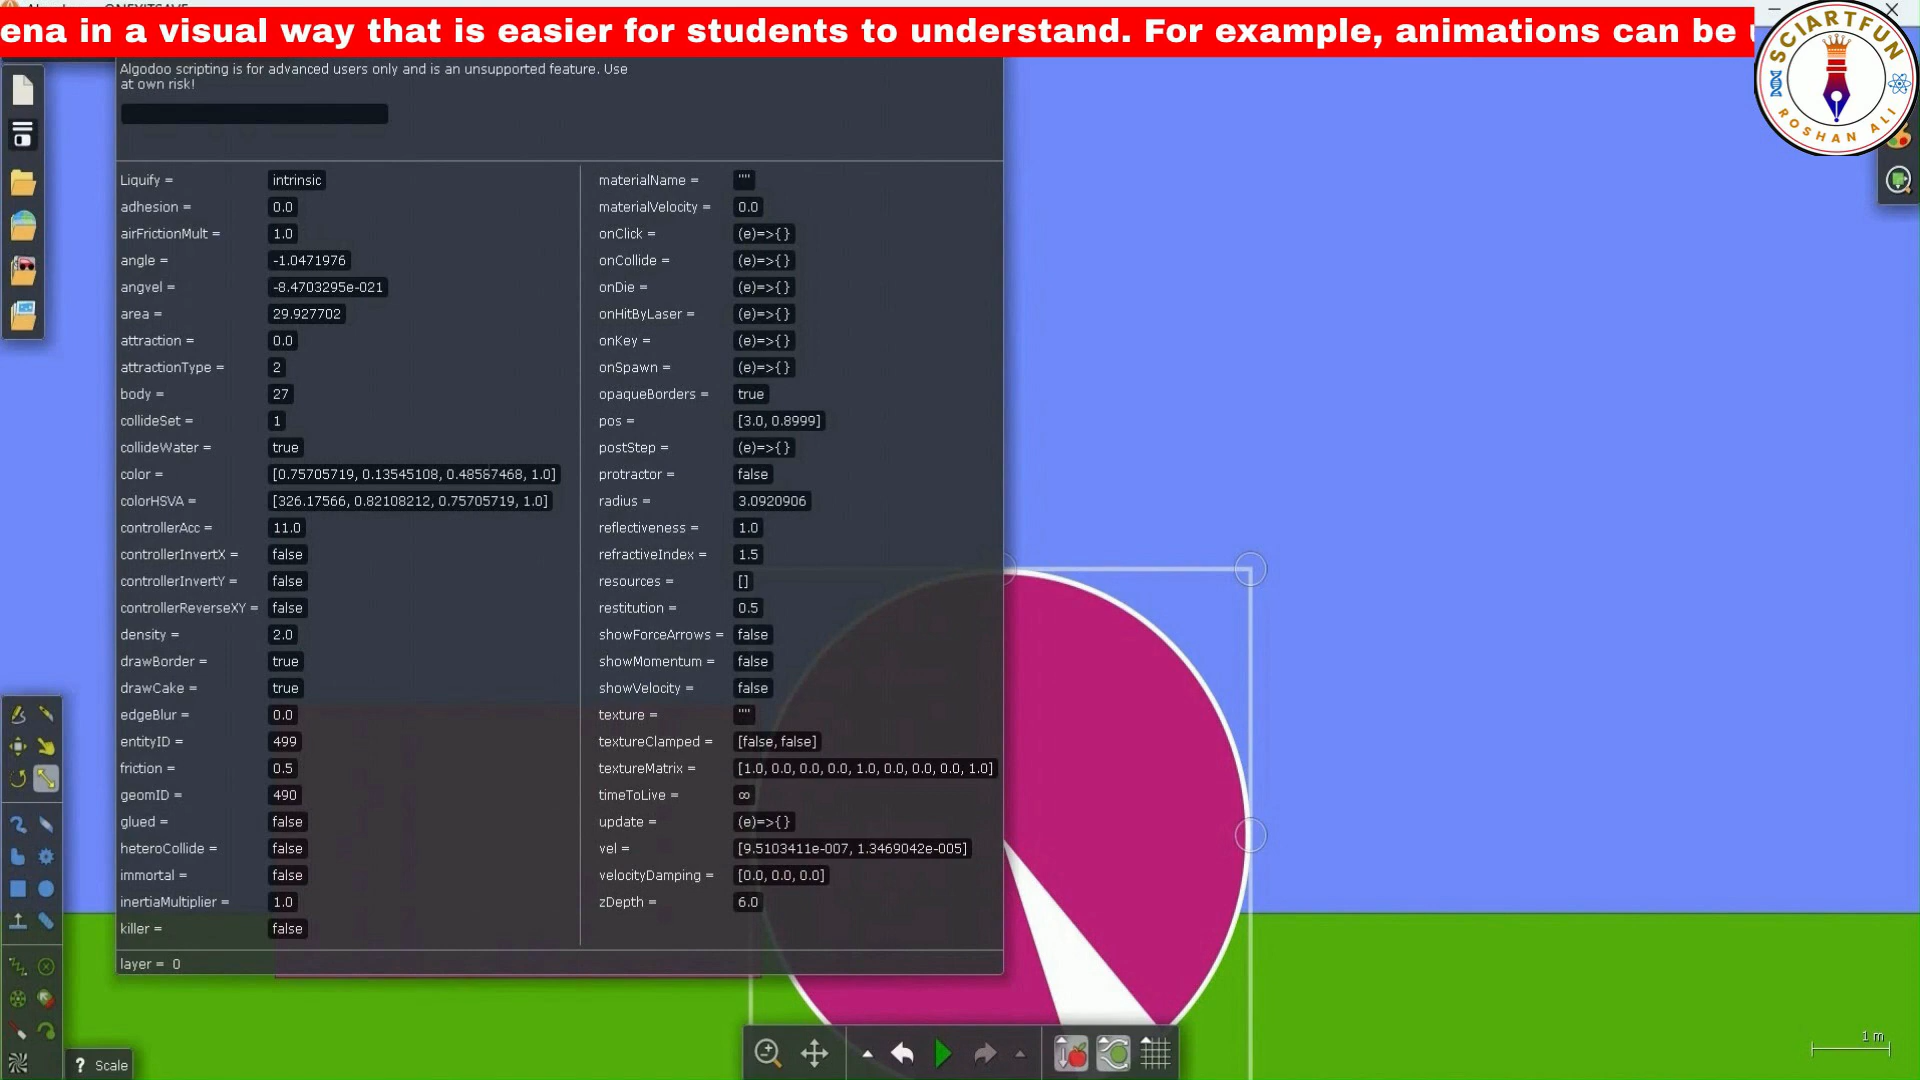 ena in a visual way that is easier for students to understand. For example, animations can be
SCIARTFUN
ROSHAN ALI
Algodoo scripting is for advanced users only and is an unsupported feature. Use
at own risk!
Liquify = intrinsic
adhesion = 0.0
airFrictionMult = 1.0
angle = -1.0471976
angvel = -8.4703295e-021
area = 29.927702
attraction = 0.0
attractionType = 2
body = 27
collideSet = 1
collideWater = true
color = [0.75705719, 0.13545108, 0.48567468, 1.0]
colorHSVA = [326.17566, 0.82108212, 0.75705719, 1.0]
controllerAcc = 11.0
controllerInvertX = false
controllerInvertY = false
controllerReverseXY = false
density = 2.0
drawBorder = true
drawCake = true
edgeBlur = 0.0
entityID = 499
friction = 0.5
geomID = 490
glued = false
heteroCollide = false
immortal = false
inertiaMultiplier = 1.0
killer = false
materialName = ""
materialVelocity = 0.0
onClick = (e)=>{}
onCollide = (e)=>{}
onDie = (e)=>{}
onHitByLaser = (e)=>{}
onKey = (e)=>{}
onSpawn = (e)=>{}
opaqueBorders = true
pos = [3.0, 0.8999]
postStep = (e)=>{}
protractor = false
radius = 3.0920906
reflectiveness = 1.0
refractiveIndex = 1.5
resources = []
restitution = 0.5
showForceArrows = false
showMomentum = false
showVelocity = false
texture = ""
textureClamped = [false, false]
textureMatrix = [1.0, 0.0, 0.0, 0.0, 1.0, 0.0, 0.0, 0.0, 1.0]
timeToLive = ∞
update = (e)=>{}
vel = [9.5103411e-007, 1.3469042e-005]
velocityDamping = [0.0, 0.0, 0.0]
zDepth = 6.0
layer = 0
? Scale
1 m